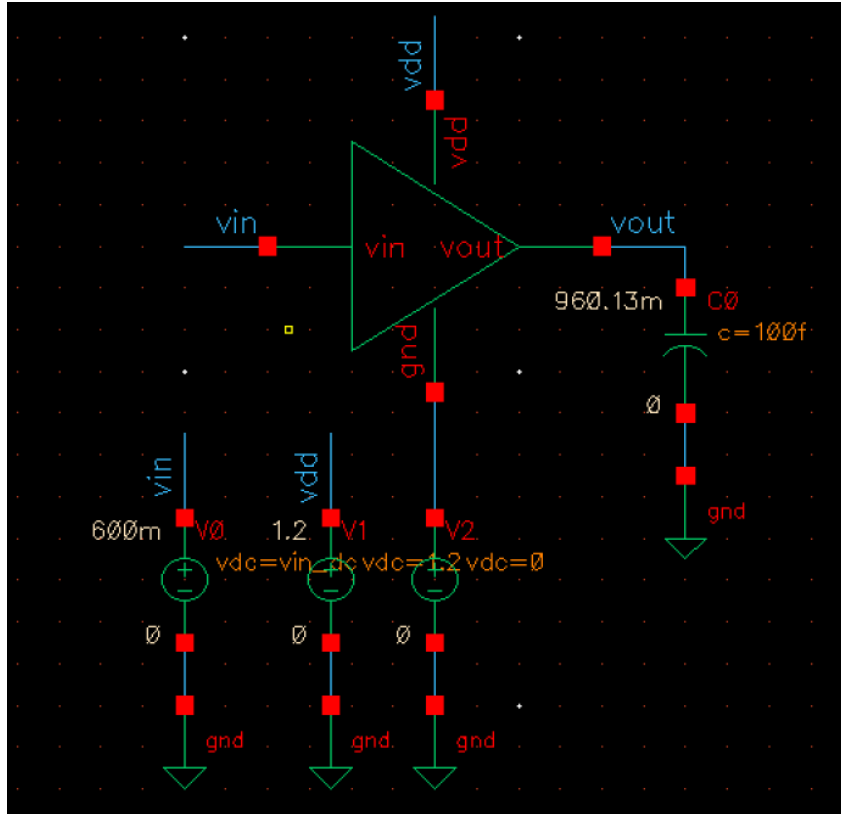 vdd
vdd
vin
vin vout
vout
960.13m
C0
c=100f
gnd
0
vin
vdd
gnd
600m
V0
1.2
V1
V2
vdc=vin_dc
vdc=1.2
vdc=0
0
0
0
gnd
gnd
gnd